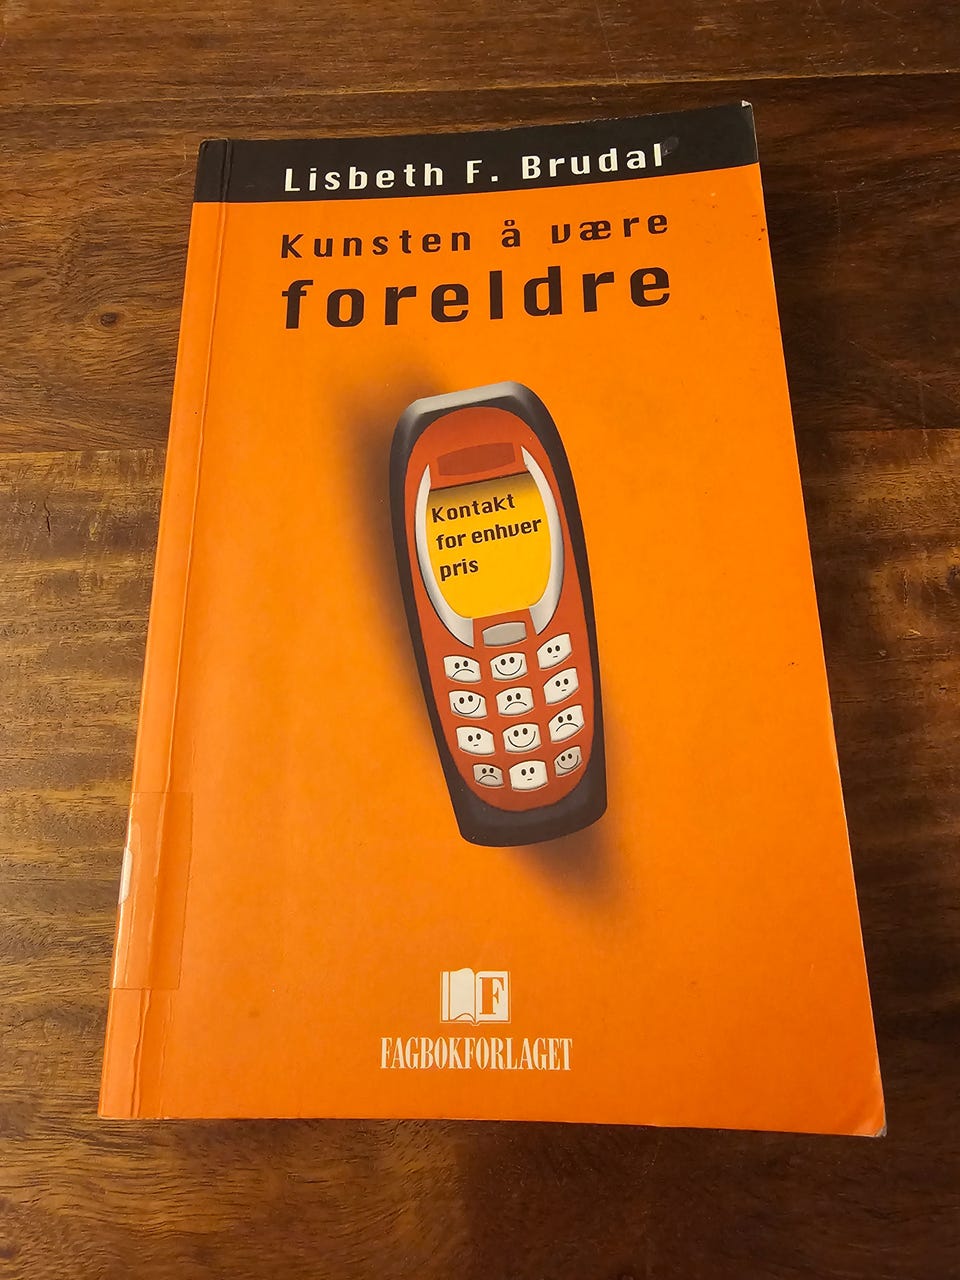 Lisbeth F. Brudal
Kunsten å være
foreldre
Kontakt
for enhver
pris
F
FAGBOKFORLAGET